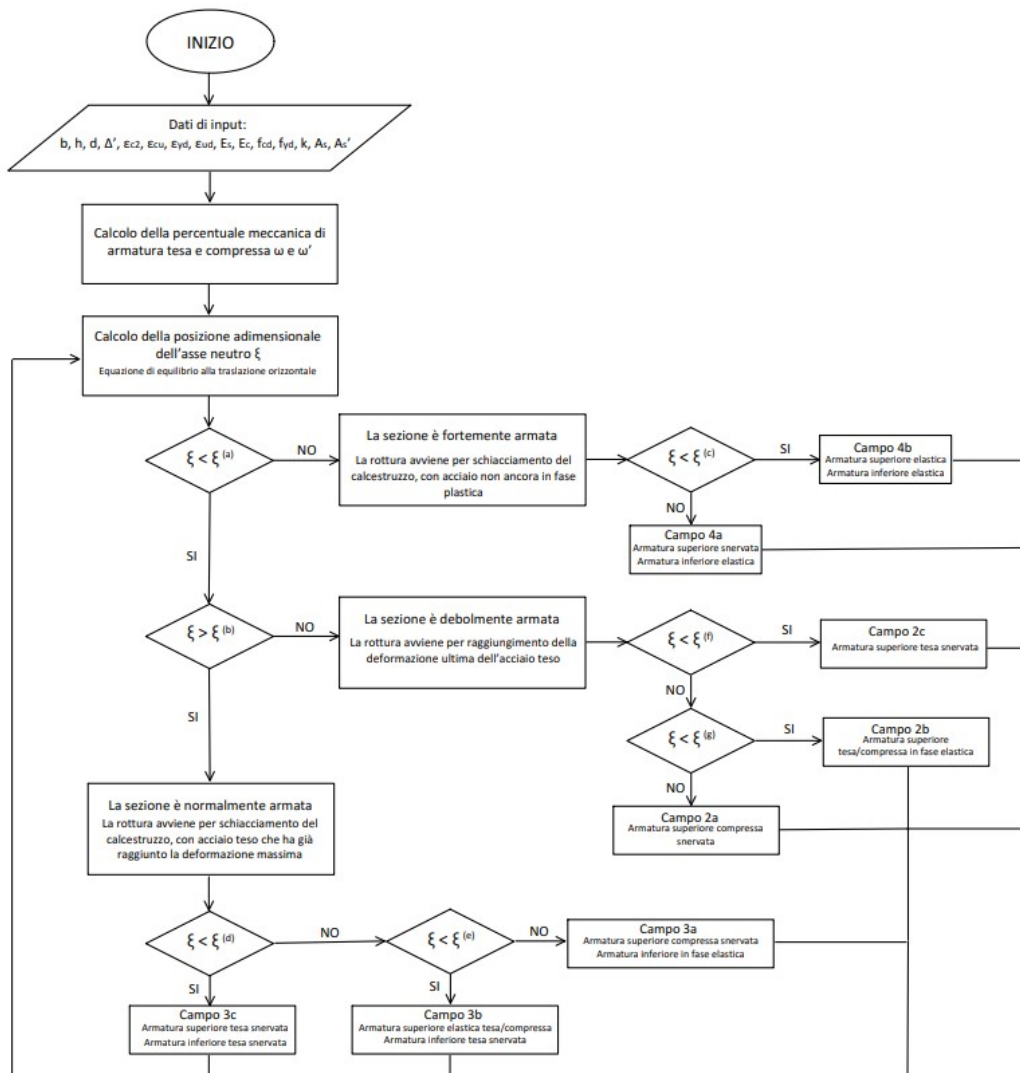 INIZIO
Dati di input:
b, h, d, Δ', εc2, εcu, εyd, εud, Es, Ec, fcd, fyd, k, As, As'
Calcolo della percentuale meccanica di
armatura tesa e compressa ω e ω'
Calcolo della posizione adimensionale
dell'asse neutro ξ
Equazione di equilibrio alla traslazione orizzontale
ξ < ξ (a)
NO
La sezione è fortemente armata
La rottura avviene per schiacciamento del
calcestruzzo, con acciaio non ancora in fase
plastica
ξ < ξ (c)
SI
Campo 4b
Armatura superiore elastica
Armatura inferiore elastica
NO
Campo 4a
Armatura superiore snervata
Armatura inferiore elastica
SI
ξ > ξ (b)
NO
La sezione è debolmente armata
La rottura avviene per raggiungimento della
deformazione ultima dell'acciaio teso
ξ < ξ (f)
SI
Campo 2c
Armatura superiore tesa snervata
NO
SI
ξ < ξ (g)
SI
Campo 2b
Armatura superiore
tesa/compressa in fase elastica
NO
Campo 2a
Armatura superiore compressa
snervata
La sezione è normalmente armata
La rottura avviene per schiacciamento del
calcestruzzo, con acciaio teso che ha già
raggiunto la deformazione massima
ξ < ξ (d)
NO
ξ < ξ (e)
NO
Campo 3a
Armatura superiore compressa snervata
Armatura inferiore in fase elastica
SI
SI
Campo 3c
Armatura superiore tesa snervata
Armatura inferiore tesa snervata
Campo 3b
Armatura superiore elastica tesa/compressa
Armatura inferiore tesa snervata